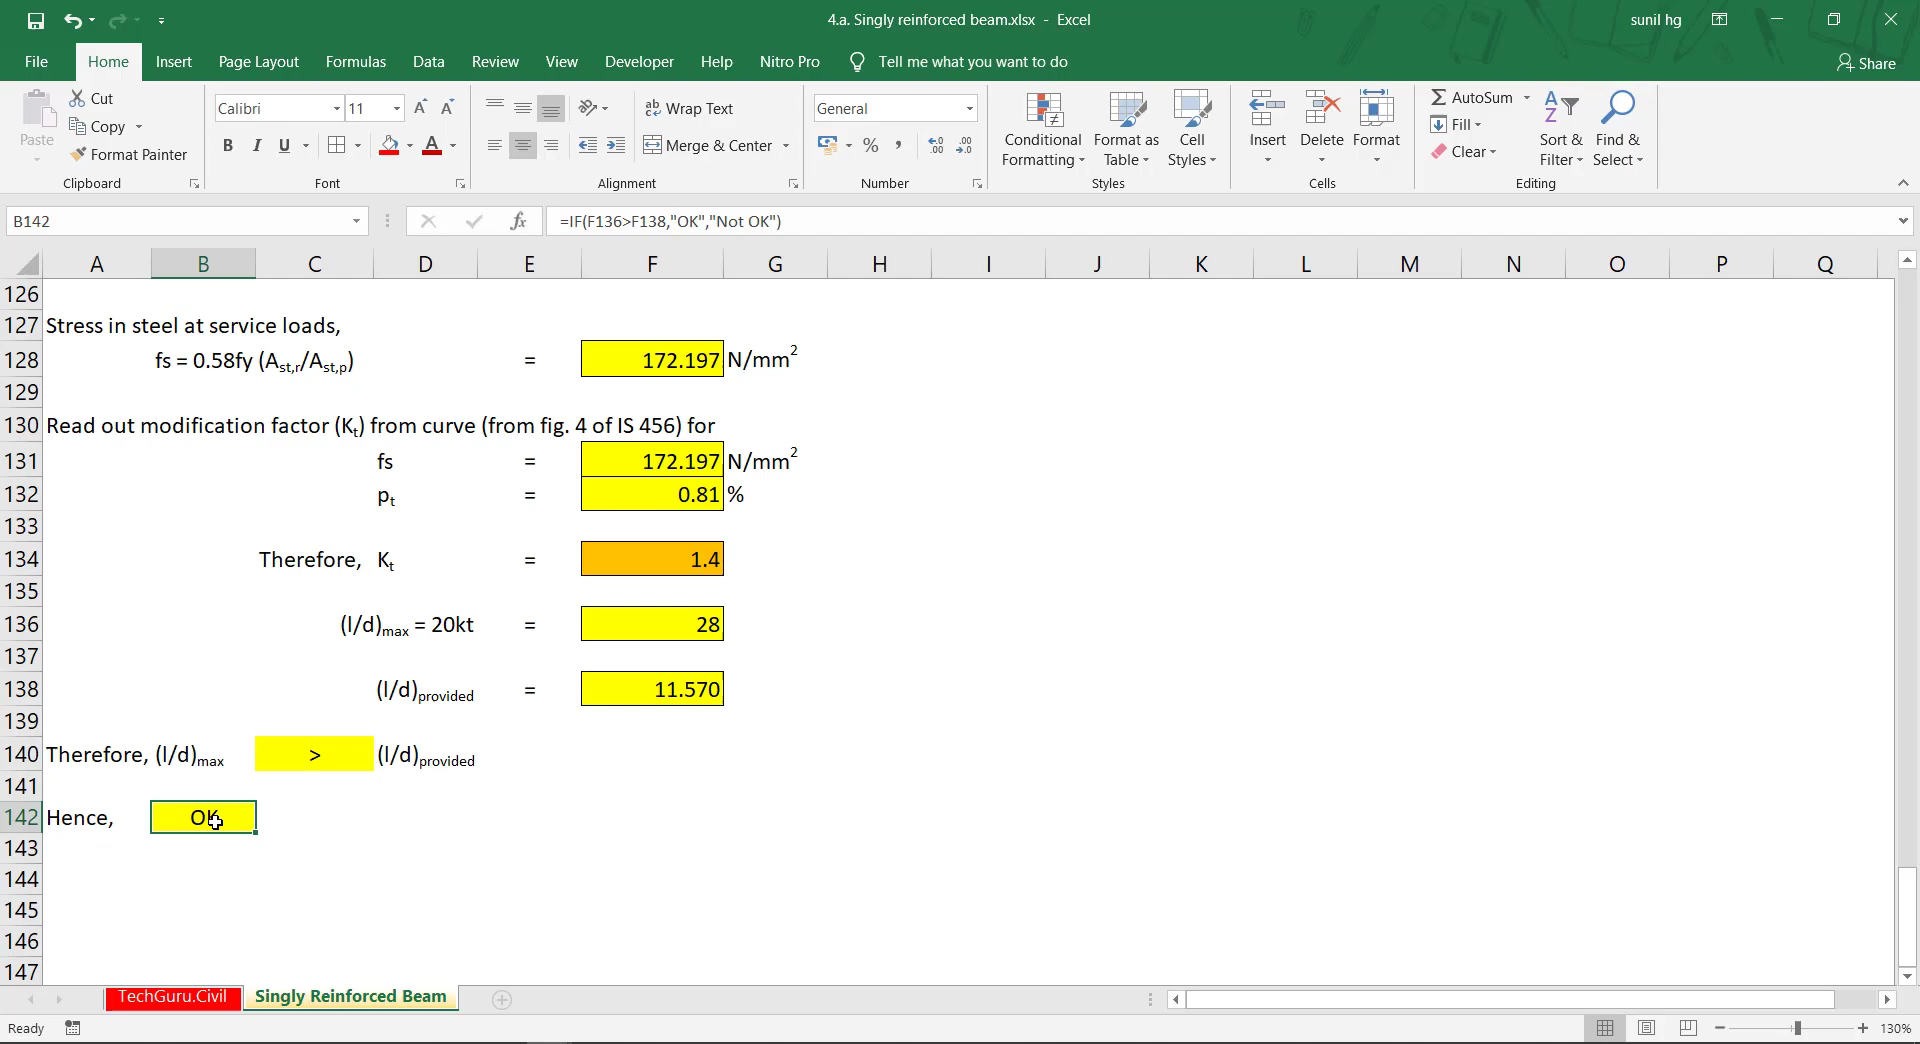 4.a. Singly reinforced beam.xlsx - Excel
sunil hg
File Home Insert Page Layout Formulas Data Review View Developer Help Nitro Pro Tell me what you want to do
Share
Paste
Cut
Copy
Format Painter
Clipboard
Calibri 11
A A
B I U
A
Font
ab Wrap Text
Merge & Center
Alignment
General
% ,
Number
Conditional Formatting
Format as Table
Cell Styles
Styles
Insert Delete Format
Cells
AutoSum
Fill
Clear
Sort & Filter
Find & Select
Editing
B142
fx
=IF(F136>F138,"OK","Not OK")
A B C D E F G H I J K L M N O P Q
126
127 Stress in steel at service loads,
128 fs = 0.58fy (Ast,r/Ast,p) = 172.197 N/mm2
129
130 Read out modification factor (Kt) from curve (from fig. 4 of IS 456) for
131 fs = 172.197 N/mm2
132 pt = 0.81 %
133
134 Therefore, Kt = 1.4
135
136 (l/d)max = 20kt = 28
137
138 (l/d)provided = 11.570
139
140 Therefore, (l/d)max > (l/d)provided
141
142 Hence, OK
143
144
145
146
147
TechGuru.Civil Singly Reinforced Beam
Ready
130%